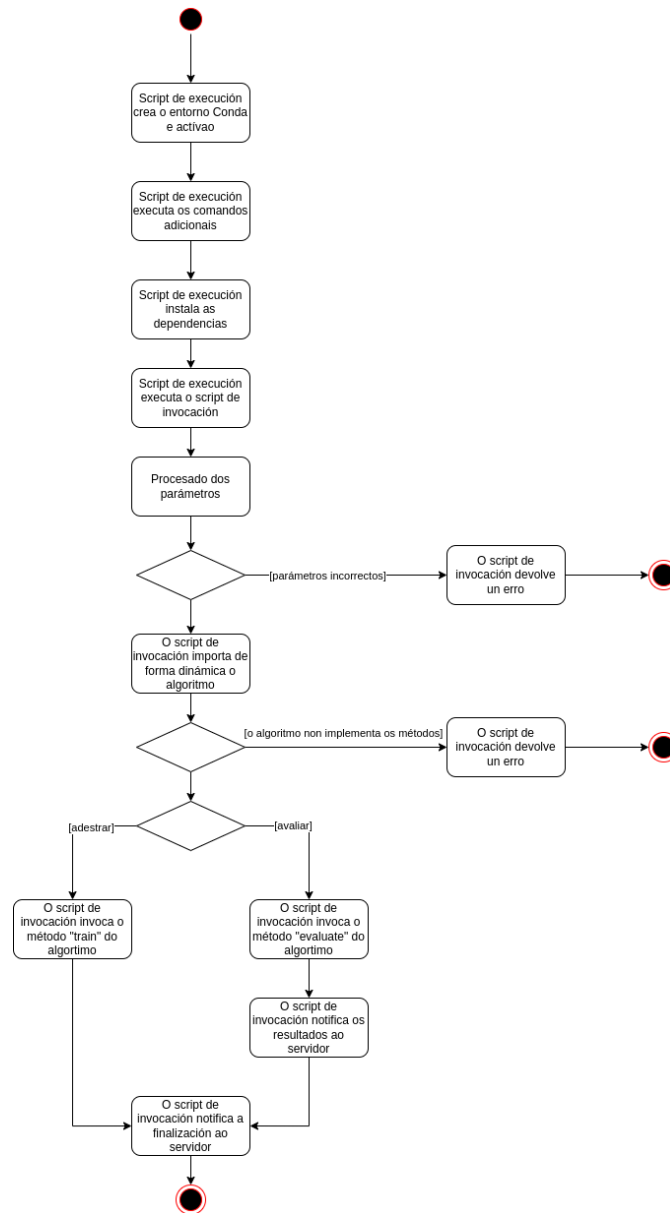 Script de execución
crea o entorno Conda
e actívao
Script de execución
executa os comandos
adicionais
Script de execución
instala as
dependencias
Script de execución
executa o script de
invocación
Procesado dos
parámetros
[parámetros incorrectos]
O script de
invocación devolve
un erro
O script de
invocación importa de
forma dinámica o
algoritmo
[o algoritmo non implementa os métodos]
O script de
invocación devolve
un erro
[adestrar]
[avaliar]
O script de
invocación invoca o
método "train" do
algortimo
O script de
invocación invoca o
método "evaluate" do
algortimo
O script de
invocación notifica os
resultados ao
servidor
O script de
invocación notifica a
finalización ao
servidor